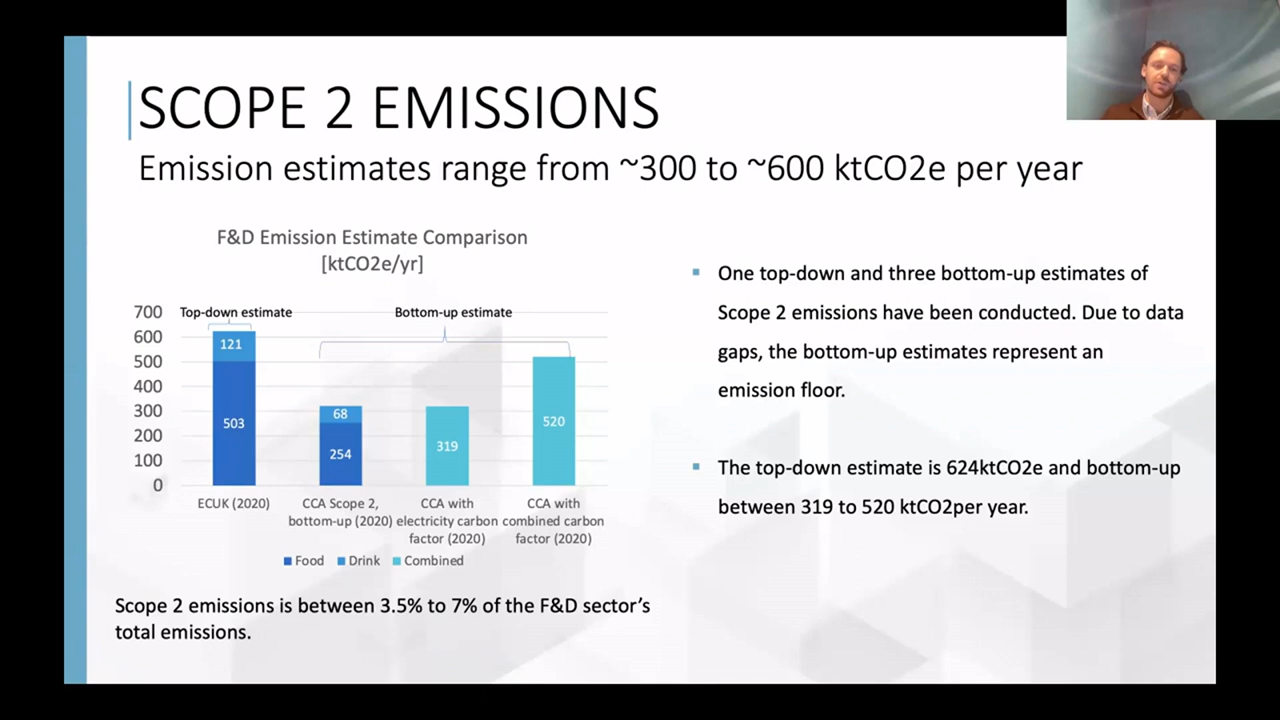 SCOPE 2 EMISSIONS
Emission estimates range from ~300 to ~600 ktCO2e per year
F&D Emission Estimate Comparison
[ktCO2e/yr]
700
600
500
400
300
200
100
0
Top-down estimate
Bottom-up estimate
121
503
68
254
319
520
ECUK (2020)
CCA Scope 2,
bottom-up (2020)
CCA with
electricity carbon
factor (2020)
CCA with
combined carbon
factor (2020)
Food
Drink
Combined
Scope 2 emissions is between 3.5% to 7% of the F&D sector’s
total emissions.
One top-down and three bottom-up estimates of
Scope 2 emissions have been conducted. Due to data
gaps, the bottom-up estimates represent an
emission floor.
The top-down estimate is 624ktCO2e and bottom-up
between 319 to 520 ktCO2per year.